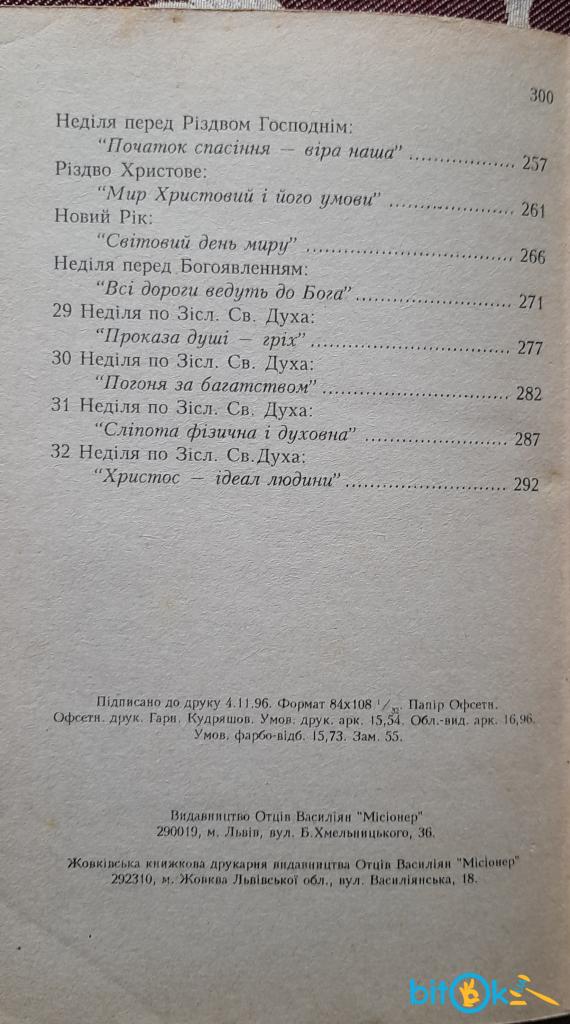 300
Неділя перед Різдвом Господнім:
"Початок спасіння — віра наша" ........................ 257
Різдво Христове:
"Мир Христовий і його умови" ........................ 261
Новий Рік:
"Світовий день миру" ........................ 266
Неділя перед Богоявленням:
"Всі дороги ведуть до Бога" ........................ 271
29 Неділя по Зісл. Св. Духа:
"Проказа душі — гріх" ........................ 277
30 Неділя по Зісл. Св. Духа:
"Погоня за багатством" ........................ 282
31 Неділя по Зісл. Св. Духа:
"Сліпота фізична і духовна" ........................ 287
32 Неділя по Зісл. Св.Духа:
"Христос — ідеал людини" ........................ 292
Підписано до друку 4.11.96. Формат 84x108 1/32. Папір Офсетн.
Офсетн. друк. Гарн. Кудряшов. Умов. друк. арк. 15,54. Обл.-вид. арк. 16,96.
Умов. фарбо-відб. 15,73. Зам. 55.
Видавництво Отців Василіян "Місіонер"
290019, м. Львів, вул. Б.Хмельницького, 36.
Жовківська книжкова друкарня видавництва Отців Василіян "Місіонер"
292310, м. Жовква Львівської обл., вул. Василіянська, 18.
bitOk